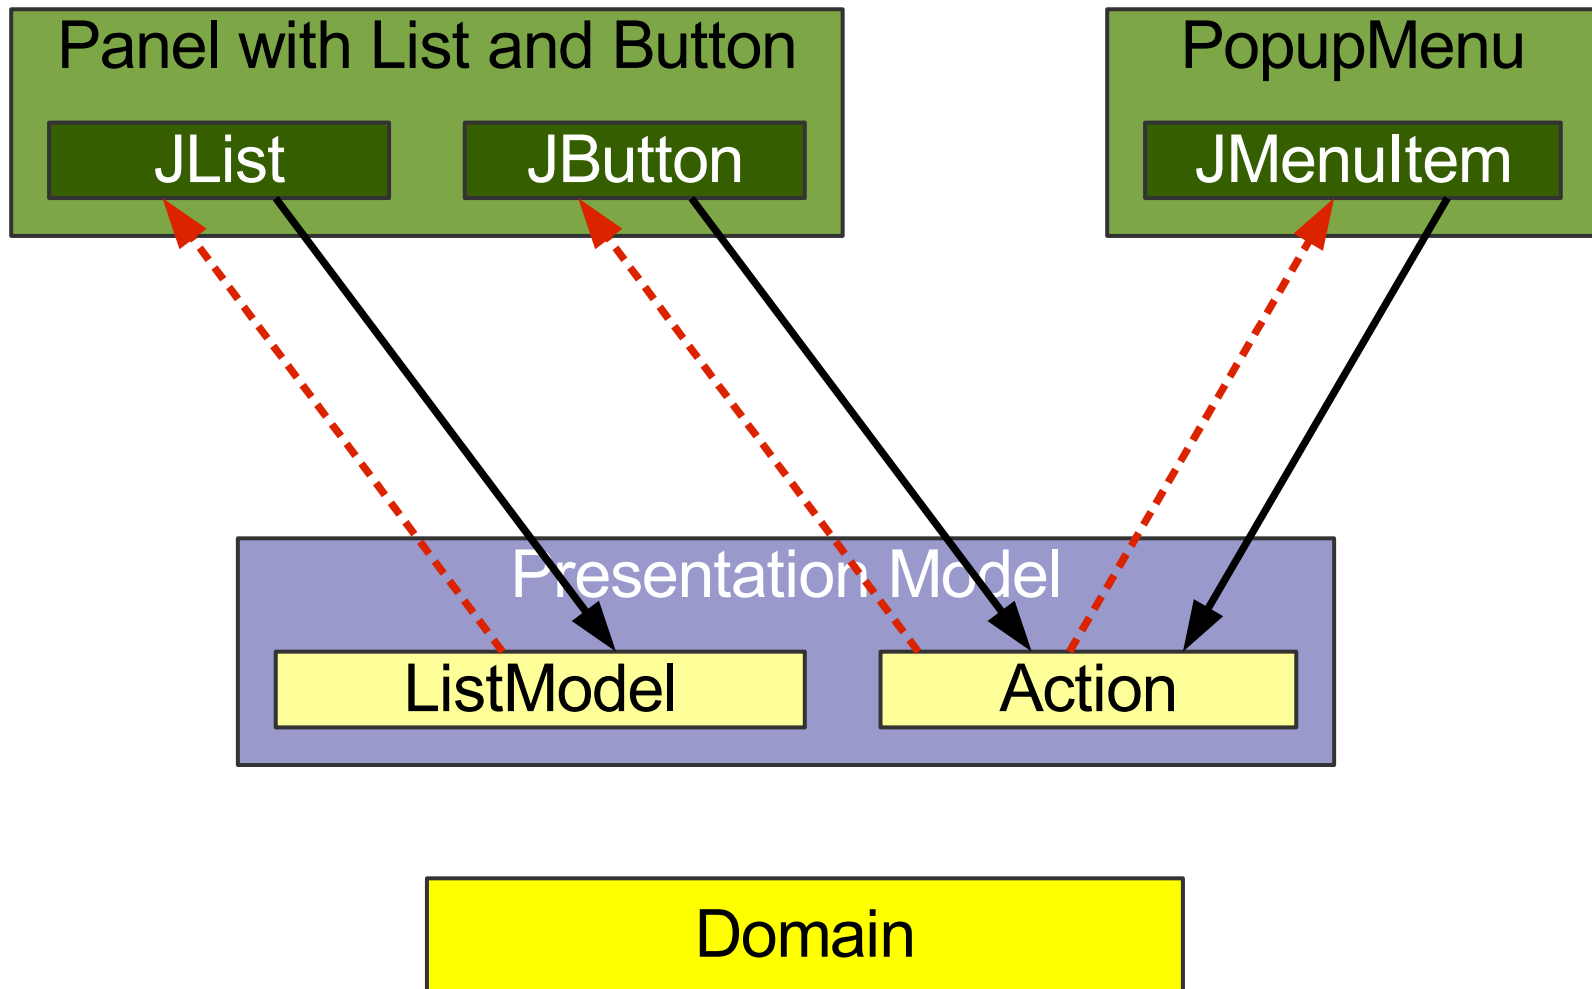 Panel with List and Button
PopupMenu
JList
JButton
JMenuItem
Presentation Model
ListModel
Action
Domain